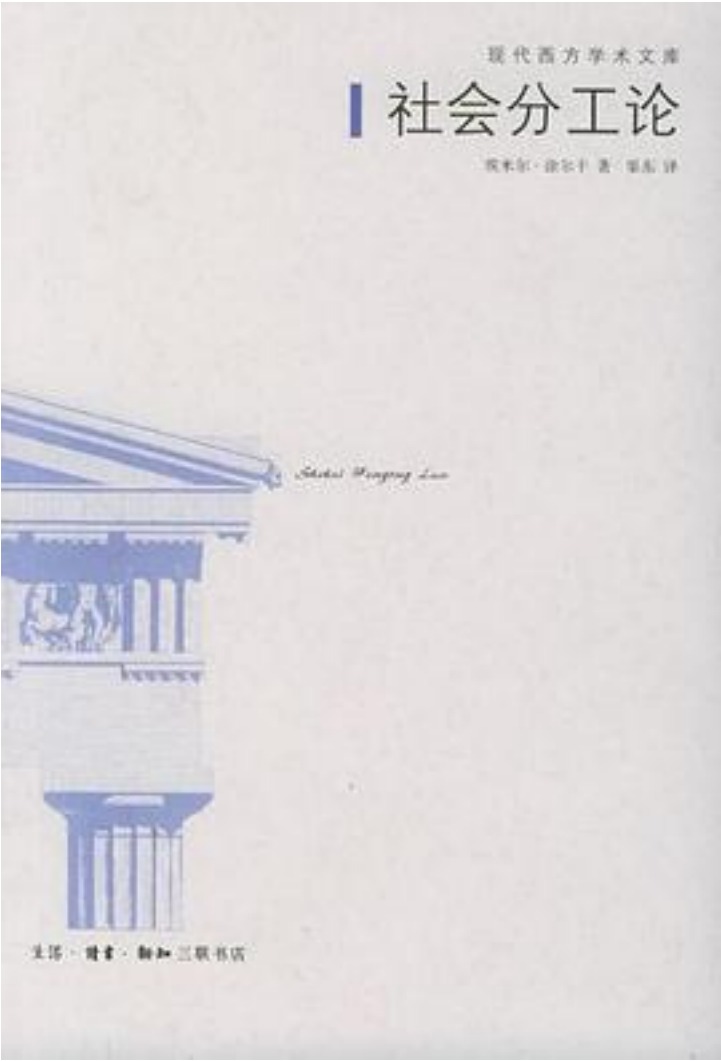 现代西方学术文库
社会分工论
埃米尔·涂尔干 著 渠东 译
Shehui Fengong Lun
生活·讀書·新知三联书店